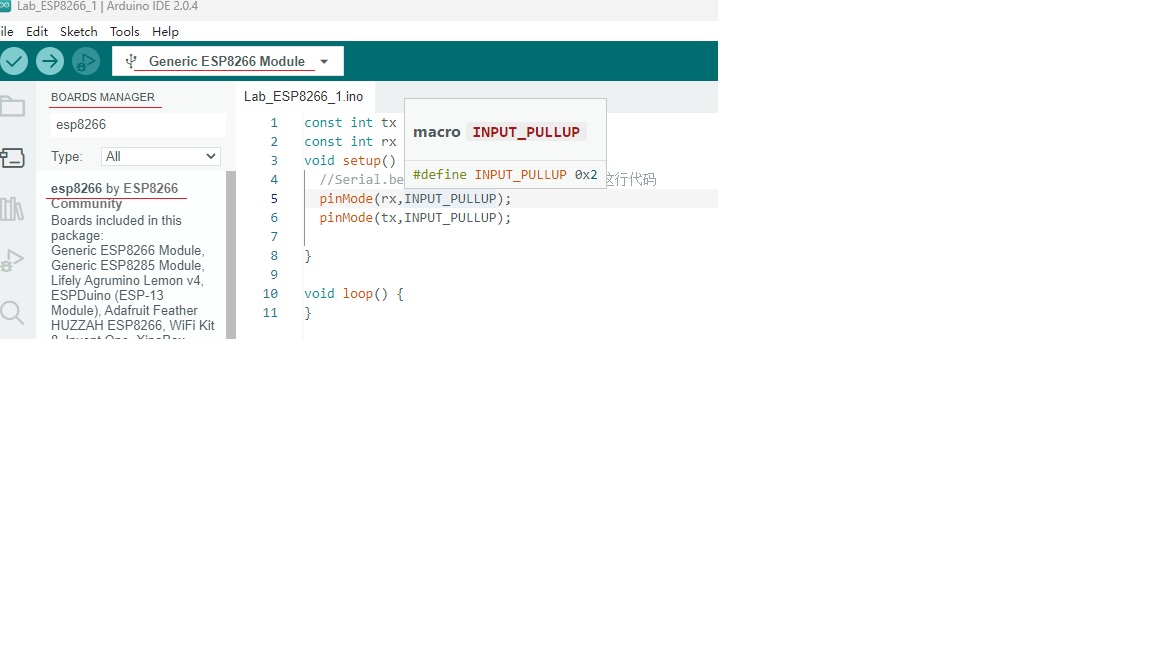 Lab_ESP8266_1 | Arduino IDE 2.0.4
ile Edit Sketch Tools Help
Generic ESP8266 Module
BOARDS MANAGER
esp8266
Type: All
esp8266 by ESP8266
Community
Boards included in this
package:
Generic ESP8266 Module,
Generic ESP8285 Module,
Lifely Agrumino Lemon v4,
ESPDuino (ESP-13
Module), Adafruit Feather
HUZZAH ESP8266, WiFi Kit
8, Invent One, XinaBox
Lab_ESP8266_1.ino
1 const int tx
2 const int rx
3 void setup()
4 //Serial.be 这行代码
5 pinMode(rx,INPUT_PULLUP);
6 pinMode(tx,INPUT_PULLUP);
7
8 }
9
10 void loop() {
11 }
macro INPUT_PULLUP
#define INPUT_PULLUP 0x2